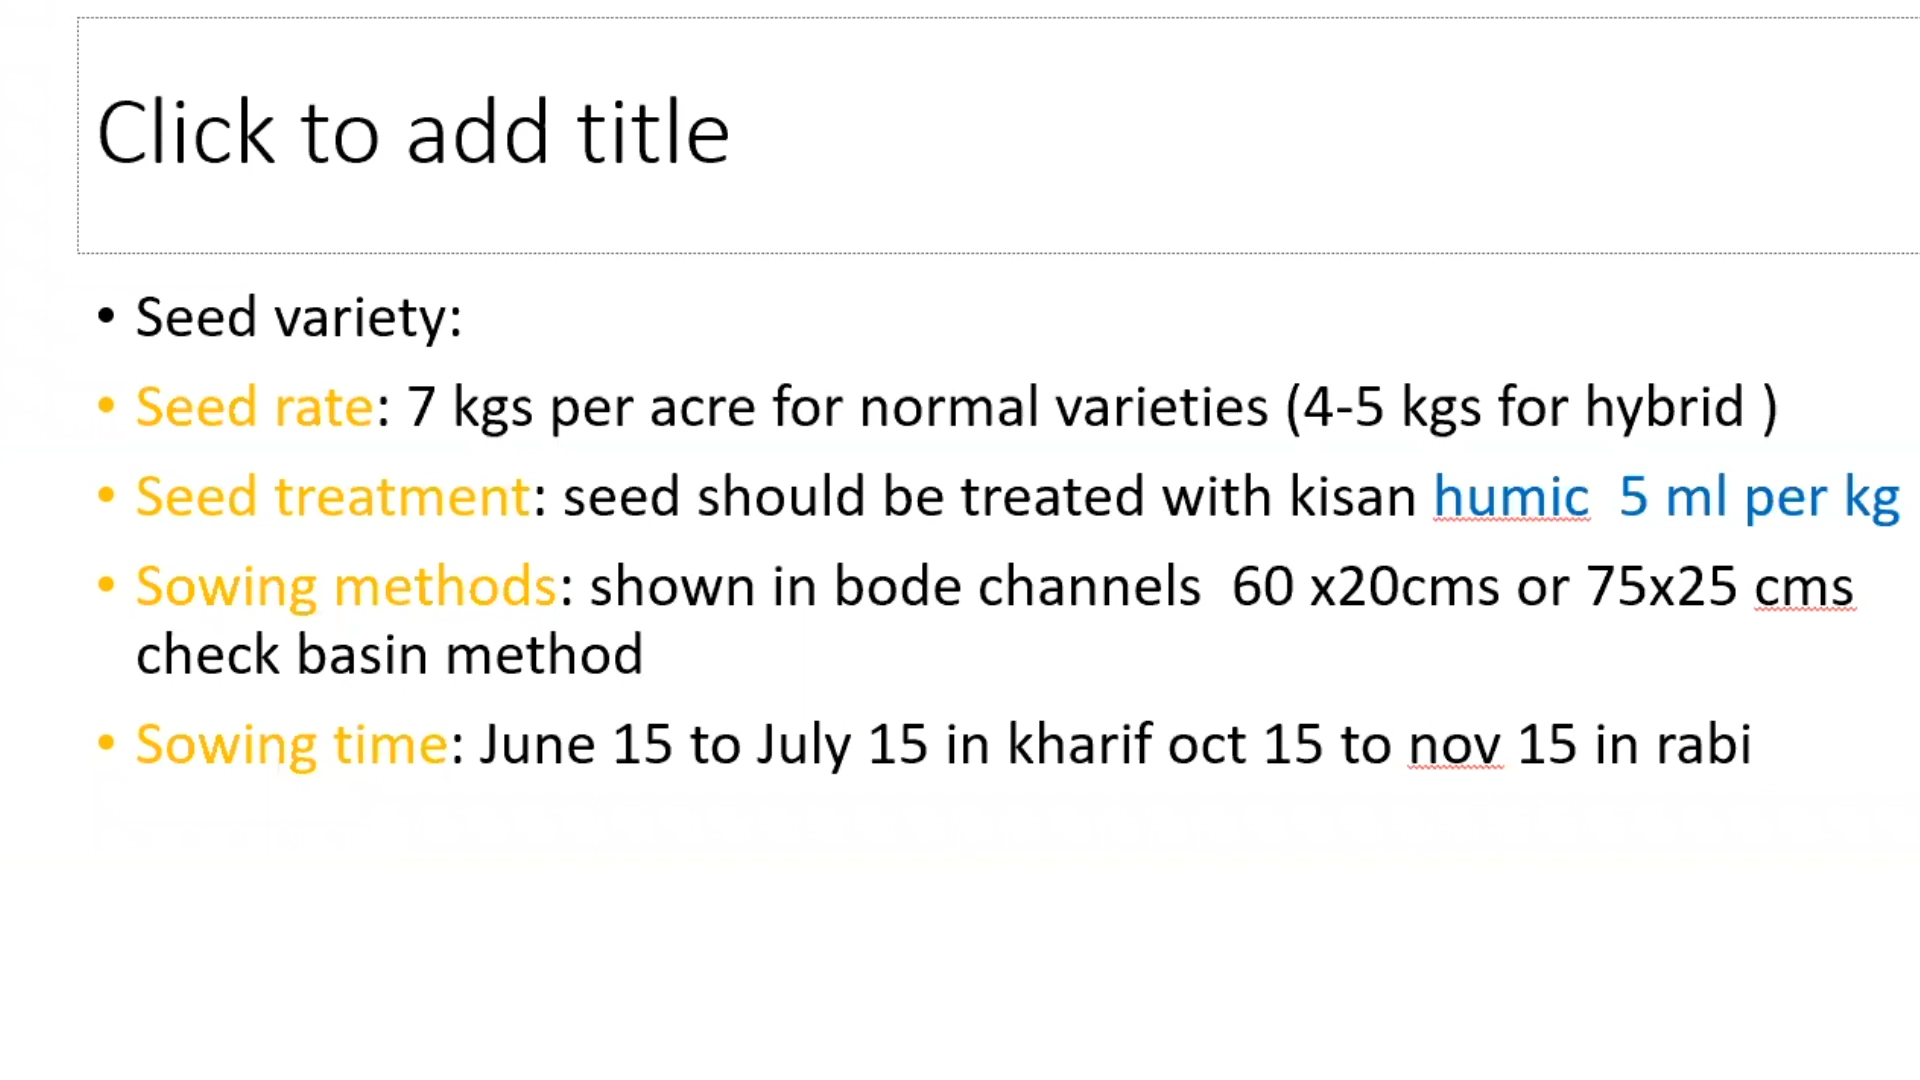 Click to add title
• Seed variety:
• Seed rate: 7 kgs per acre for normal varieties (4-5 kgs for hybrid )
• Seed treatment: seed should be treated with kisan humic  5 ml per kg
• Sowing methods: shown in bode channels  60 x20cms or 75x25 cms
check basin method
• Sowing time: June 15 to July 15 in kharif oct 15 to nov 15 in rabi